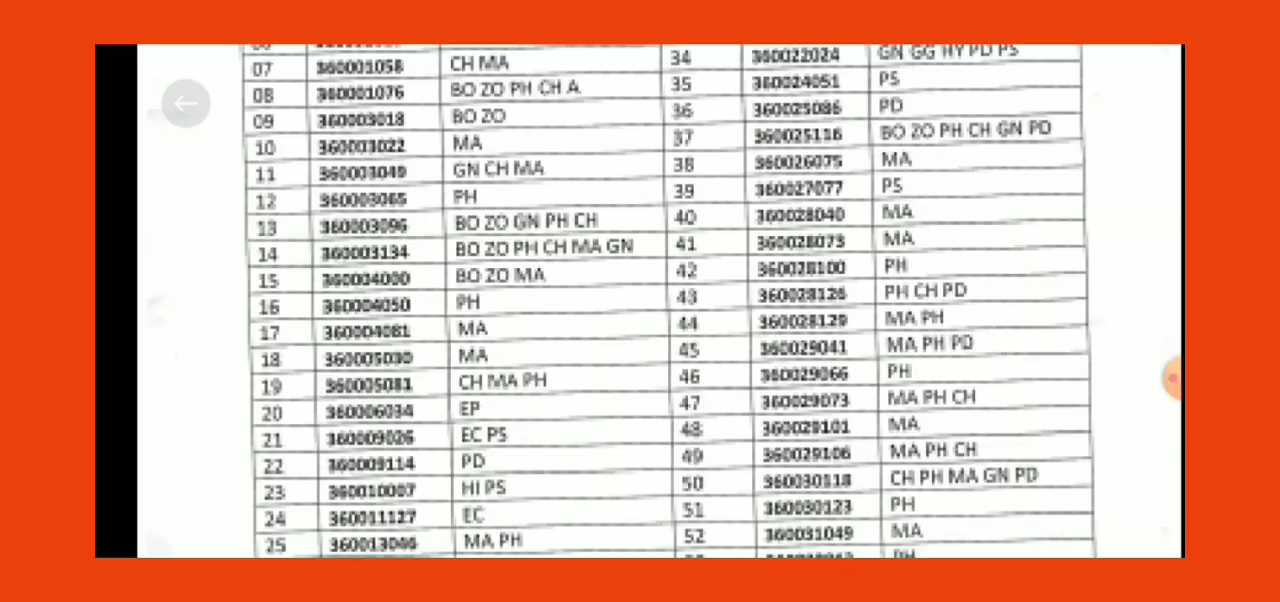 07 360001058 CH MA
08 360001076 BO ZO PH CH A
09 360003018 BO ZO
10 360003022 MA
11 360003049 GN CH MA
12 360003065 PH
13 360003096 BO ZO GN PH CH
14 360003134 BO ZO PH CH MA GN
15 360004000 BO ZO MA
16 360004050 PH
17 360004081 MA
18 360005030 MA
19 360005081 CH MA PH
20 360006034 EP
21 360009026 EC PS
22 360009114 PD
23 360010007 HI PS
24 360011127 EC
25 360013046 MA PH
34 360022024 GN GG HY PD PS
35 360024051 PS
36 360025086 PD
37 360025116 BO ZO PH CH GN PD
38 360026075 MA
39 360027077 PS
40 360028040 MA
41 360028073 MA
42 360028100 PH
43 360028126 PH CH PD
44 360028129 MA PH
45 360029041 MA PH PD
46 360029066 PH
47 360029073 MA PH CH
48 360029101 MA
49 360029106 MA PH CH
50 360030118 CH PH MA GN PD
51 360030123 PH
52 360031049 MA
PH